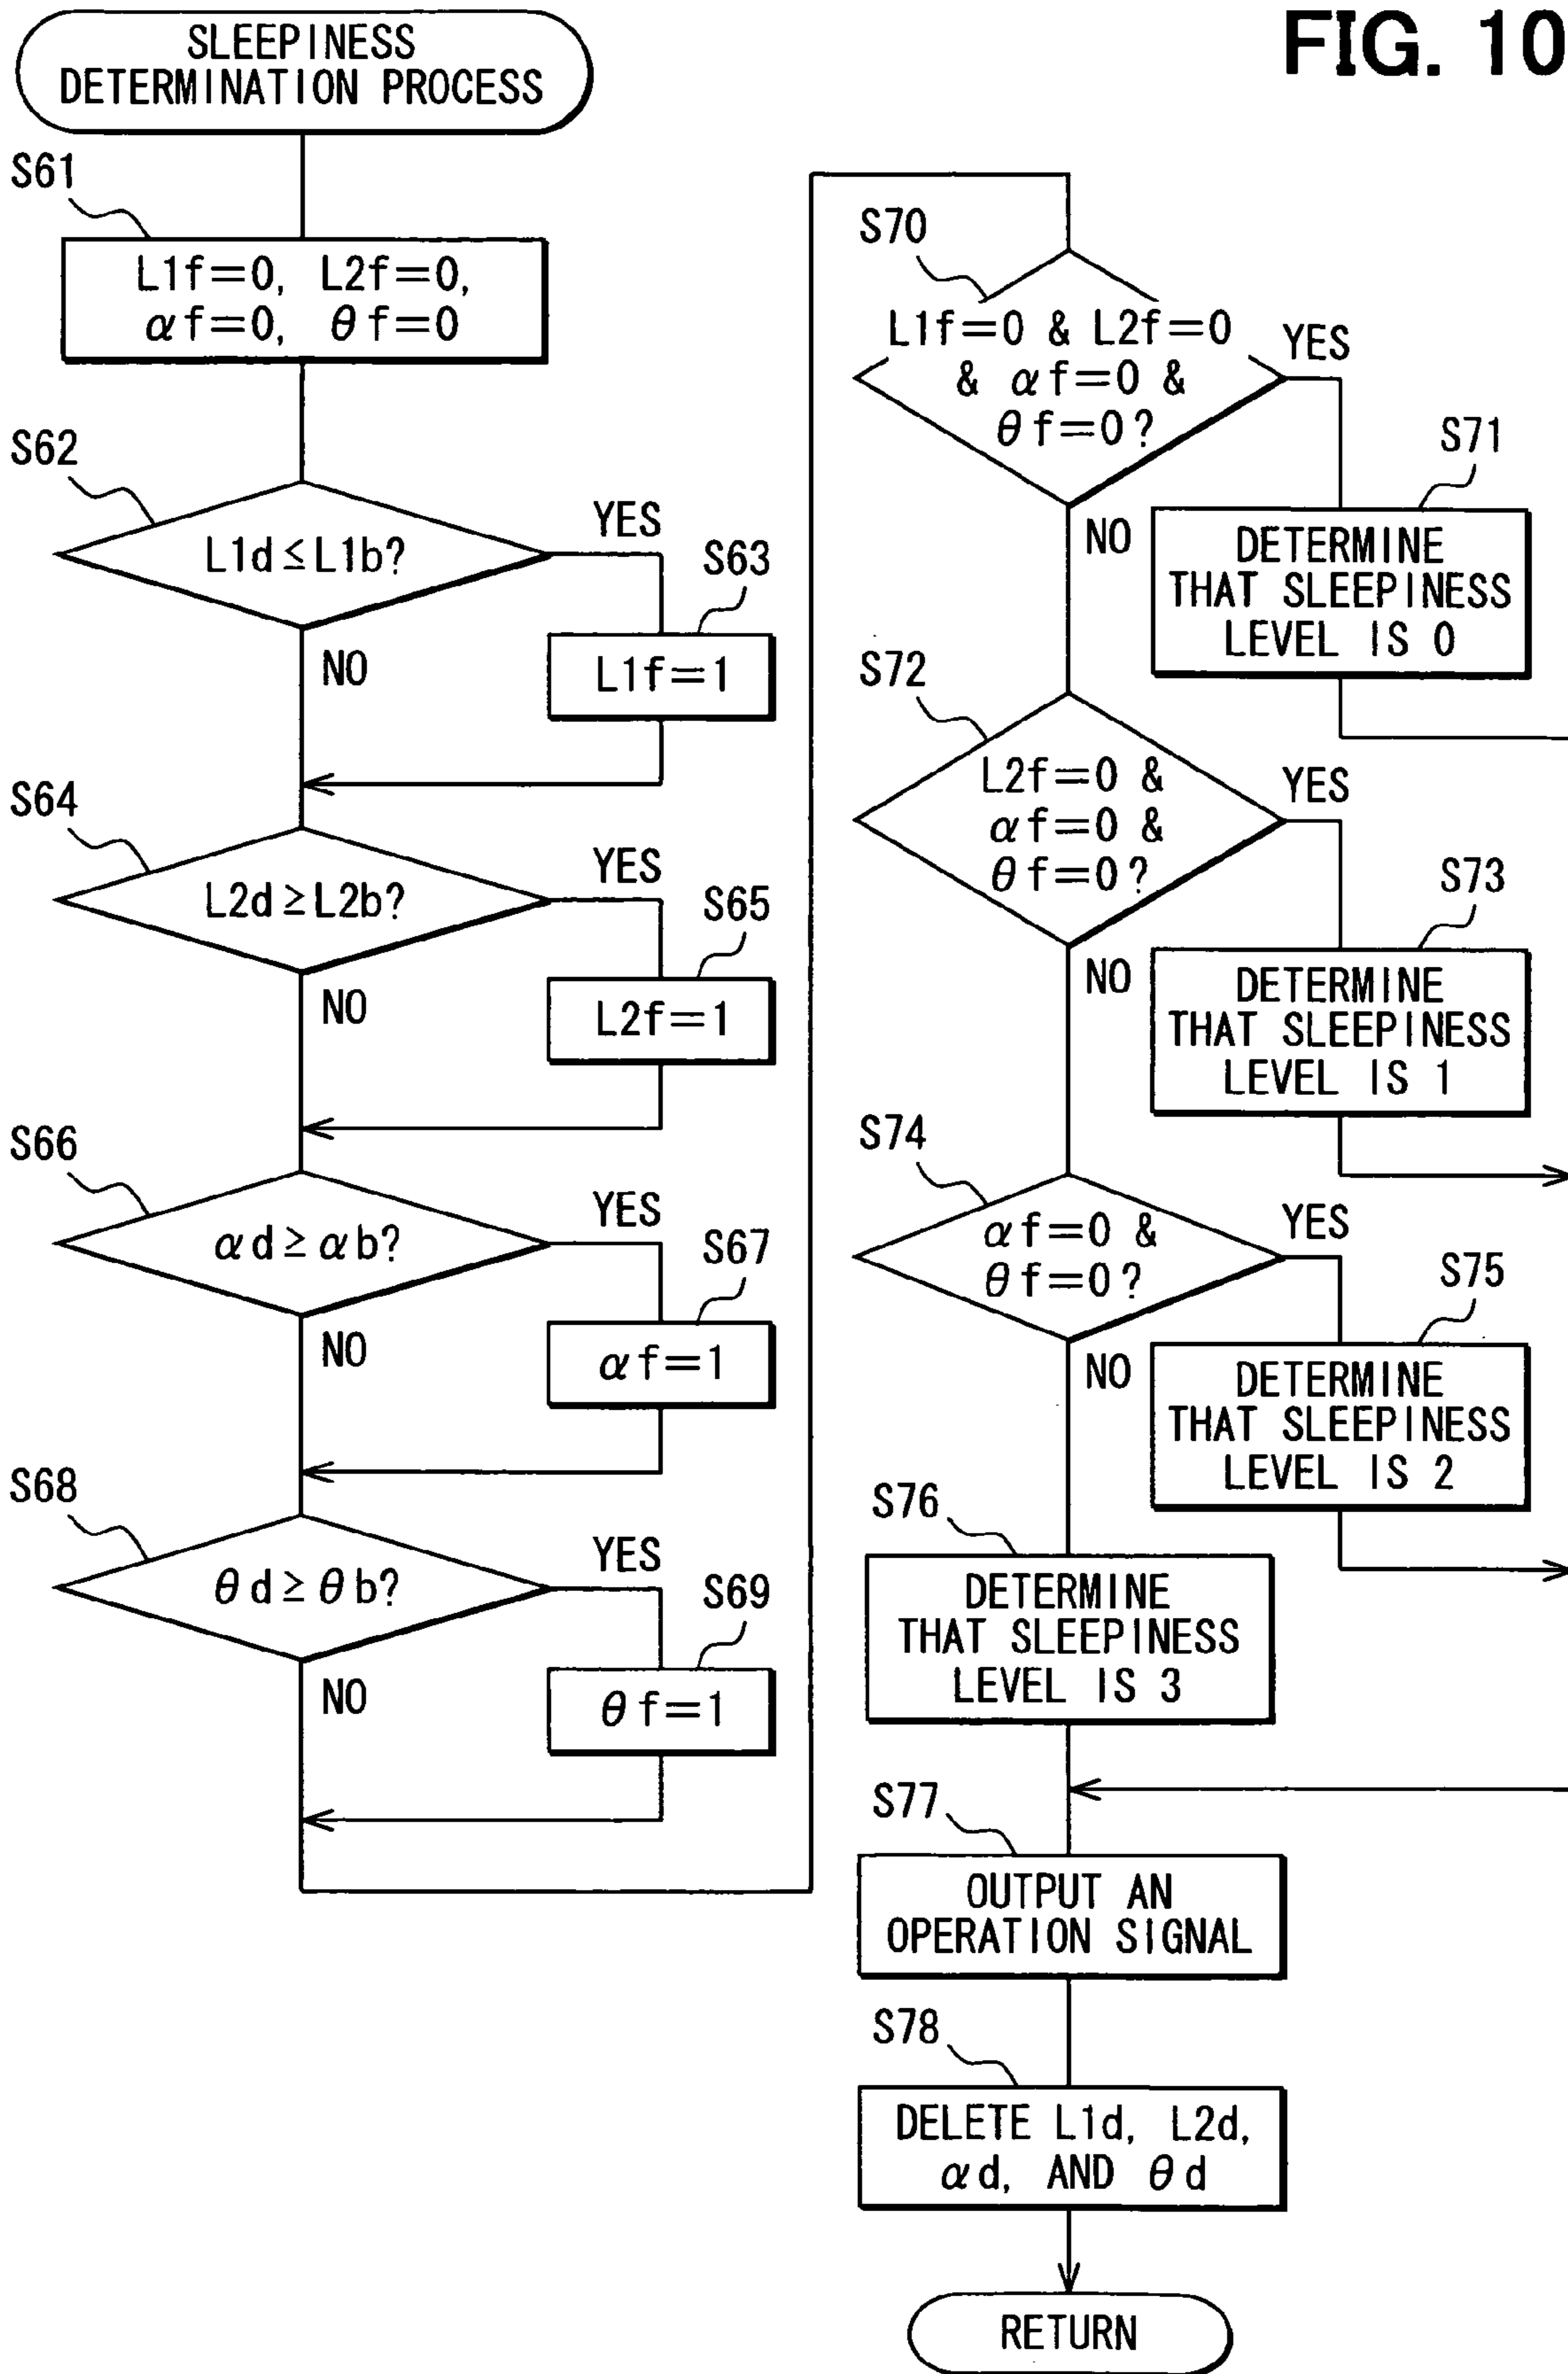 FIG. 10
SLEEPINESS
DETERMINATION PROCESS
S61
L1f=0, L2f=0,
αf=0, θf=0
S62
L1d≤L1b?
YES
NO
S63
L1f=1
S64
L2d≥L2b?
YES
NO
S65
L2f=1
S66
αd≥αb?
YES
NO
S67
αf=1
S68
θd≥θb?
YES
NO
S69
θf=1
S70
L1f=0 & L2f=0
& αf=0 &
θf=0?
YES
NO
S71
DETERMINE
THAT SLEEPINESS
LEVEL IS 0
S72
L2f=0 &
αf=0 &
θf=0?
YES
NO
S73
DETERMINE
THAT SLEEPINESS
LEVEL IS 1
S74
αf=0 &
θf=0?
YES
NO
S75
DETERMINE
THAT SLEEPINESS
LEVEL IS 2
S76
DETERMINE
THAT SLEEPINESS
LEVEL IS 3
S77
OUTPUT AN
OPERATION SIGNAL
S78
DELETE L1d, L2d,
αd, AND θd
RETURN